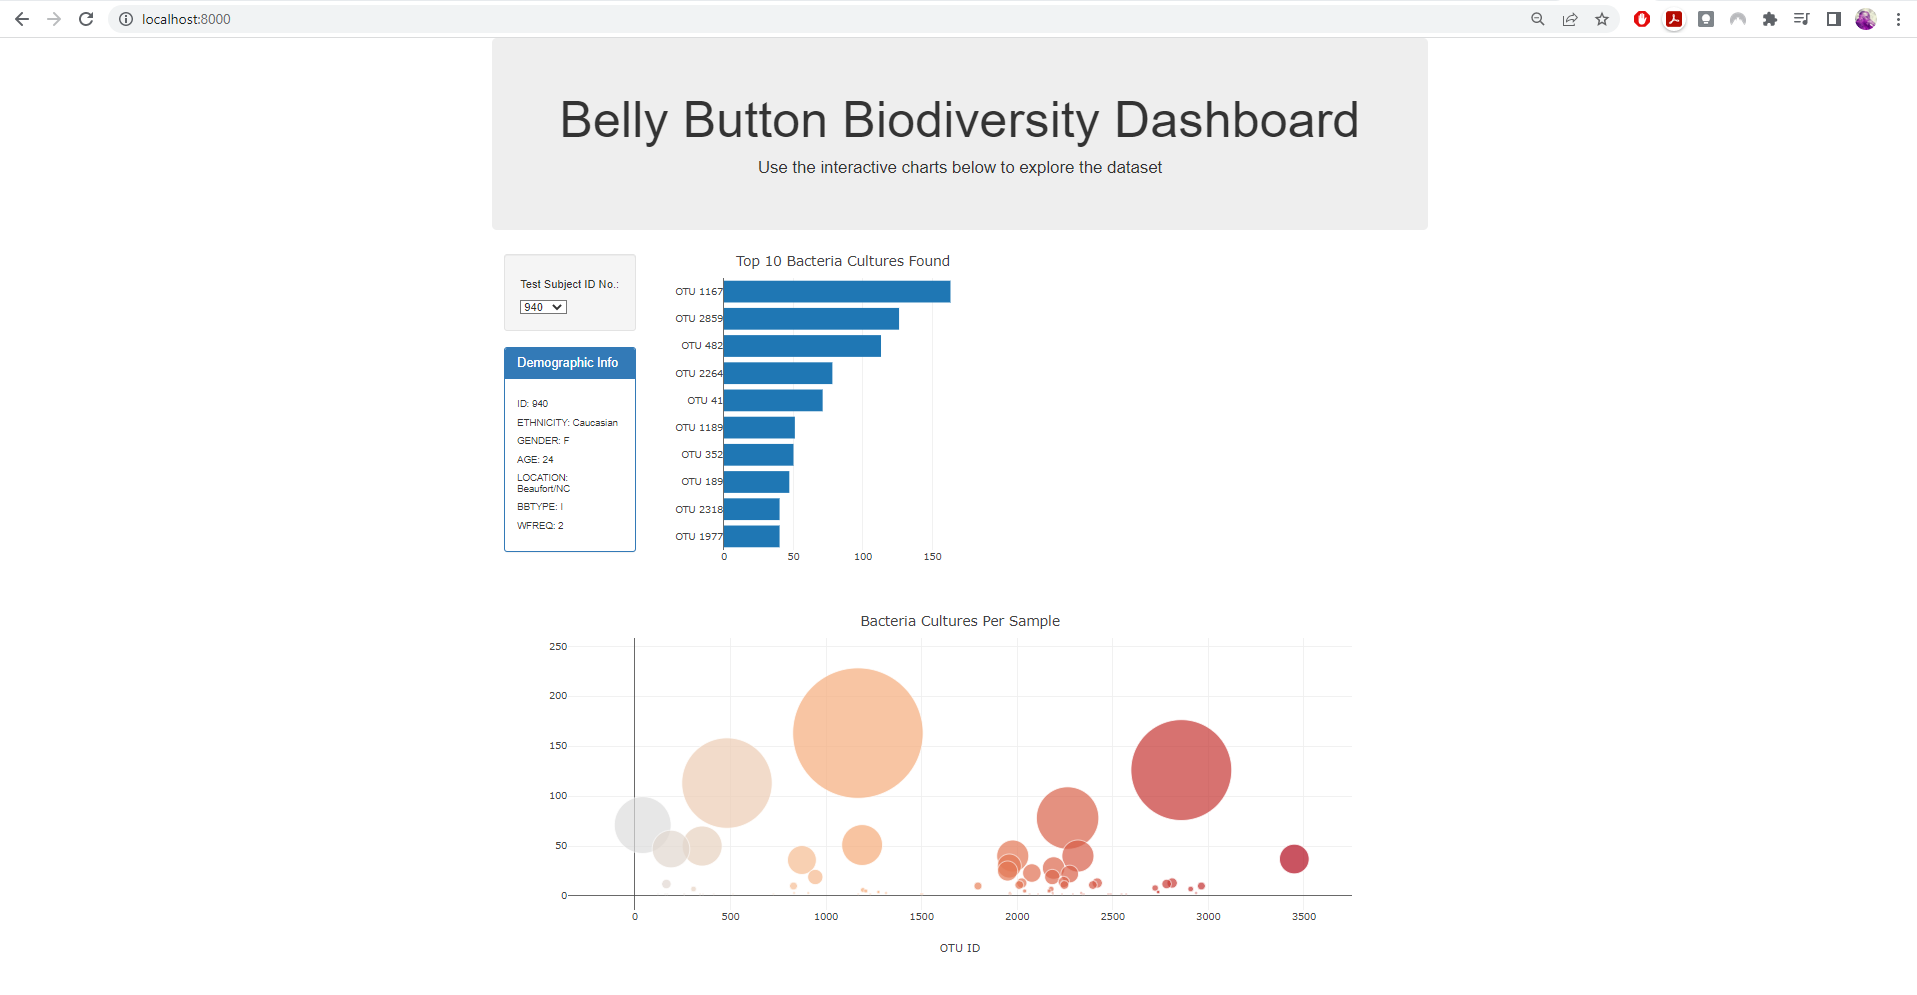 localhost:8000
Belly Button Biodiversity Dashboard
Use the interactive charts below to explore the dataset
Test Subject ID No.:
940
Demographic Info
ID: 940
ETHNICITY: Caucasian
GENDER: F
AGE: 24
LOCATION:
Beaufort/NC
BBTYPE: I
WFREQ: 2
Top 10 Bacteria Cultures Found
OTU 1167
OTU 2859
OTU 482
OTU 2264
OTU 41
OTU 1189
OTU 352
OTU 189
OTU 2318
OTU 1977
0 50 100 150
Bacteria Cultures Per Sample
250
200
150
100
50
0
0 500 1000 1500 2000 2500 3000 3500
OTU ID